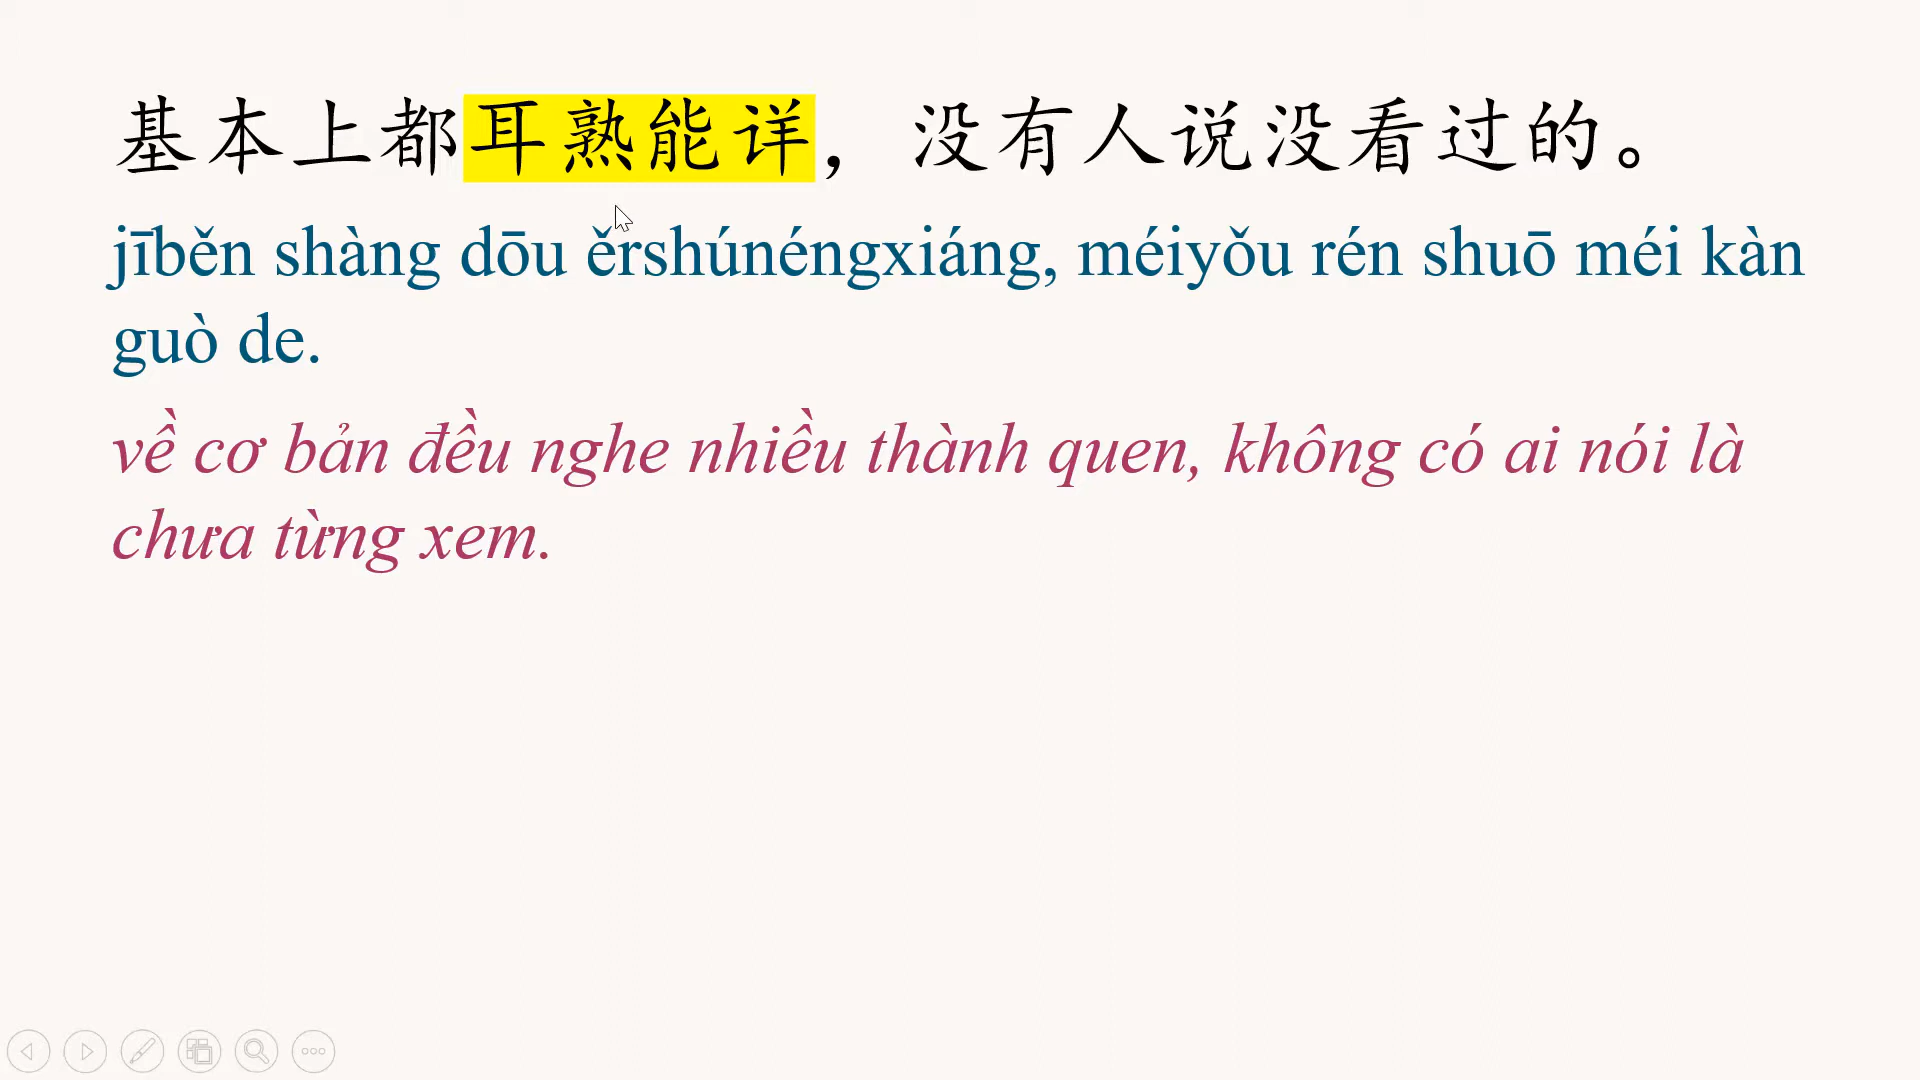 基本上都耳熟能详，没有人说没看过的。
jīběn shàng dōu ěrshúnéngxiáng, méiyǒu rén shuō méi kàn
guò de.
về cơ bản đều nghe nhiều thành quen, không có ai nói là
chưa từng xem.